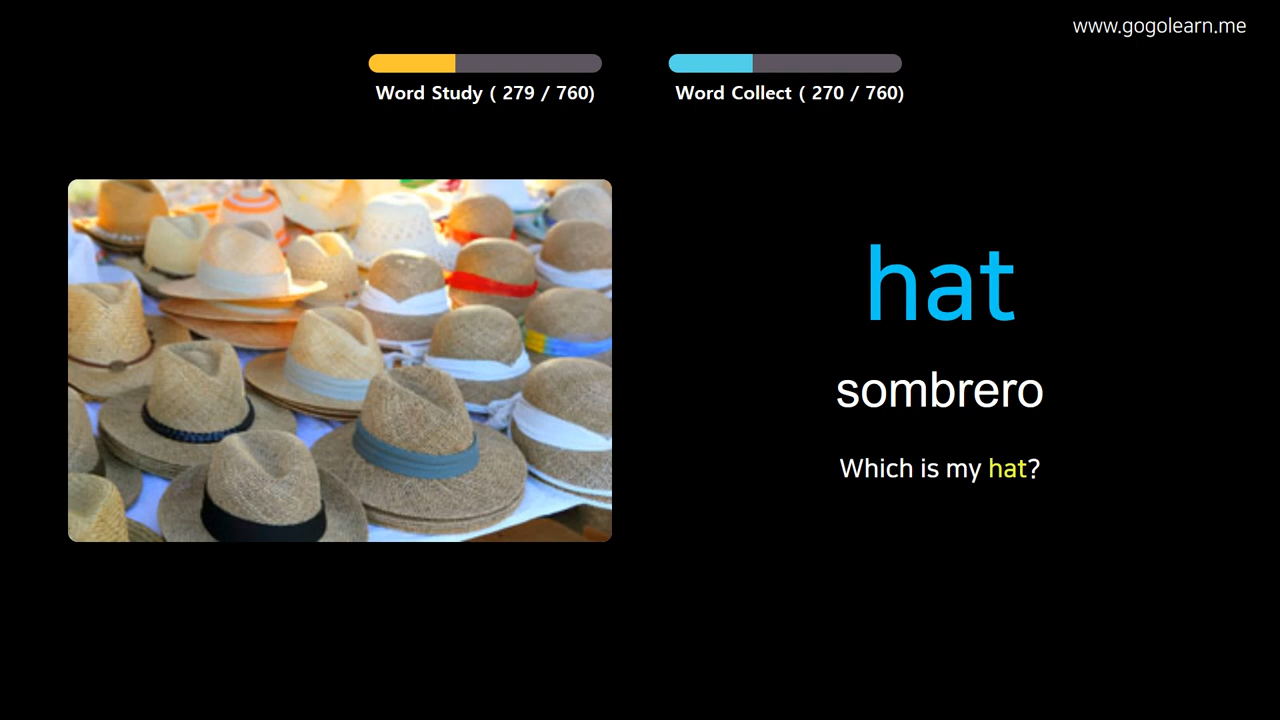 www.gogolearn.me
Word Study ( 279 / 760)
Word Collect ( 270 / 760)
hat
sombrero
Which is my hat?